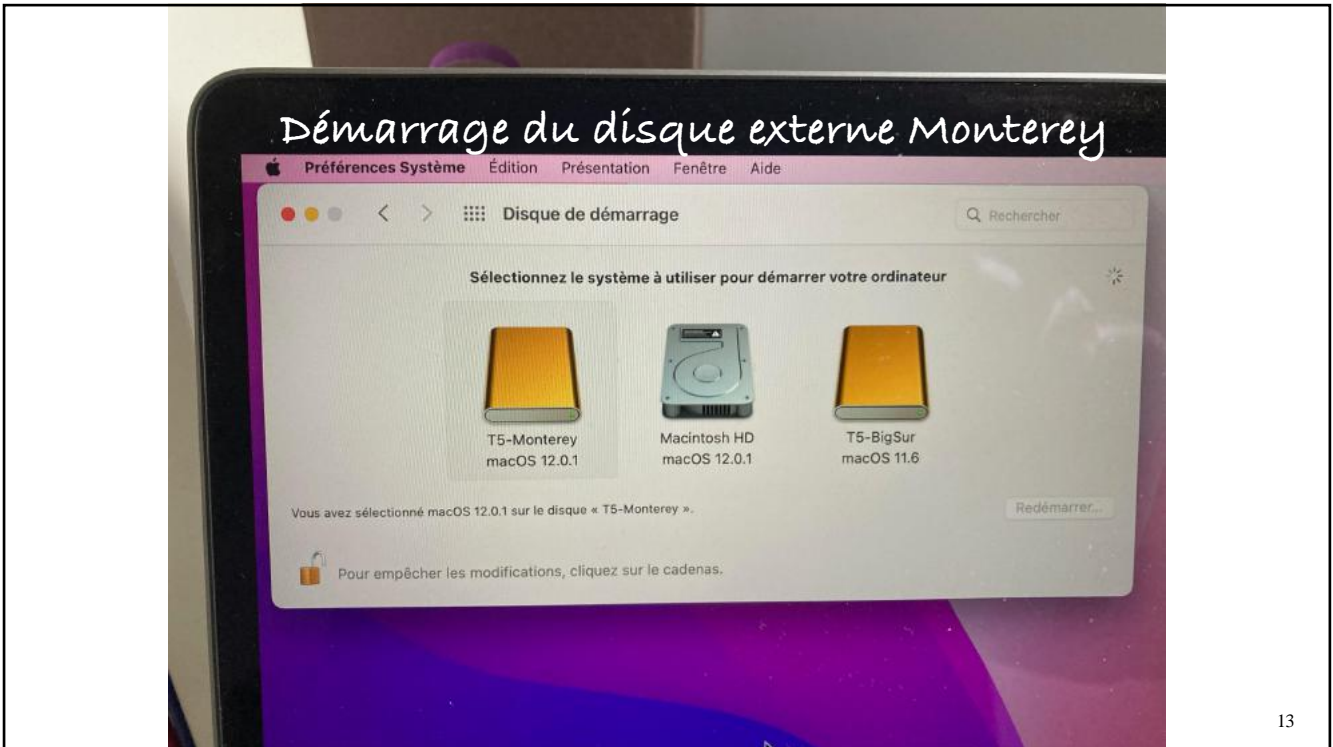 Démarrage du disque externe Monterey
Préférences Système Édition Présentation Fenêtre Aide
Disque de démarrage
Rechercher
Sélectionnez le système à utiliser pour démarrer votre ordinateur
T5-Monterey
macOS 12.0.1
Macintosh HD
macOS 12.0.1
T5-BigSur
macOS 11.6
Vous avez sélectionné macOS 12.0.1 sur le disque « T5-Monterey ».
Redémarrer...
Pour empêcher les modifications, cliquez sur le cadenas.
13